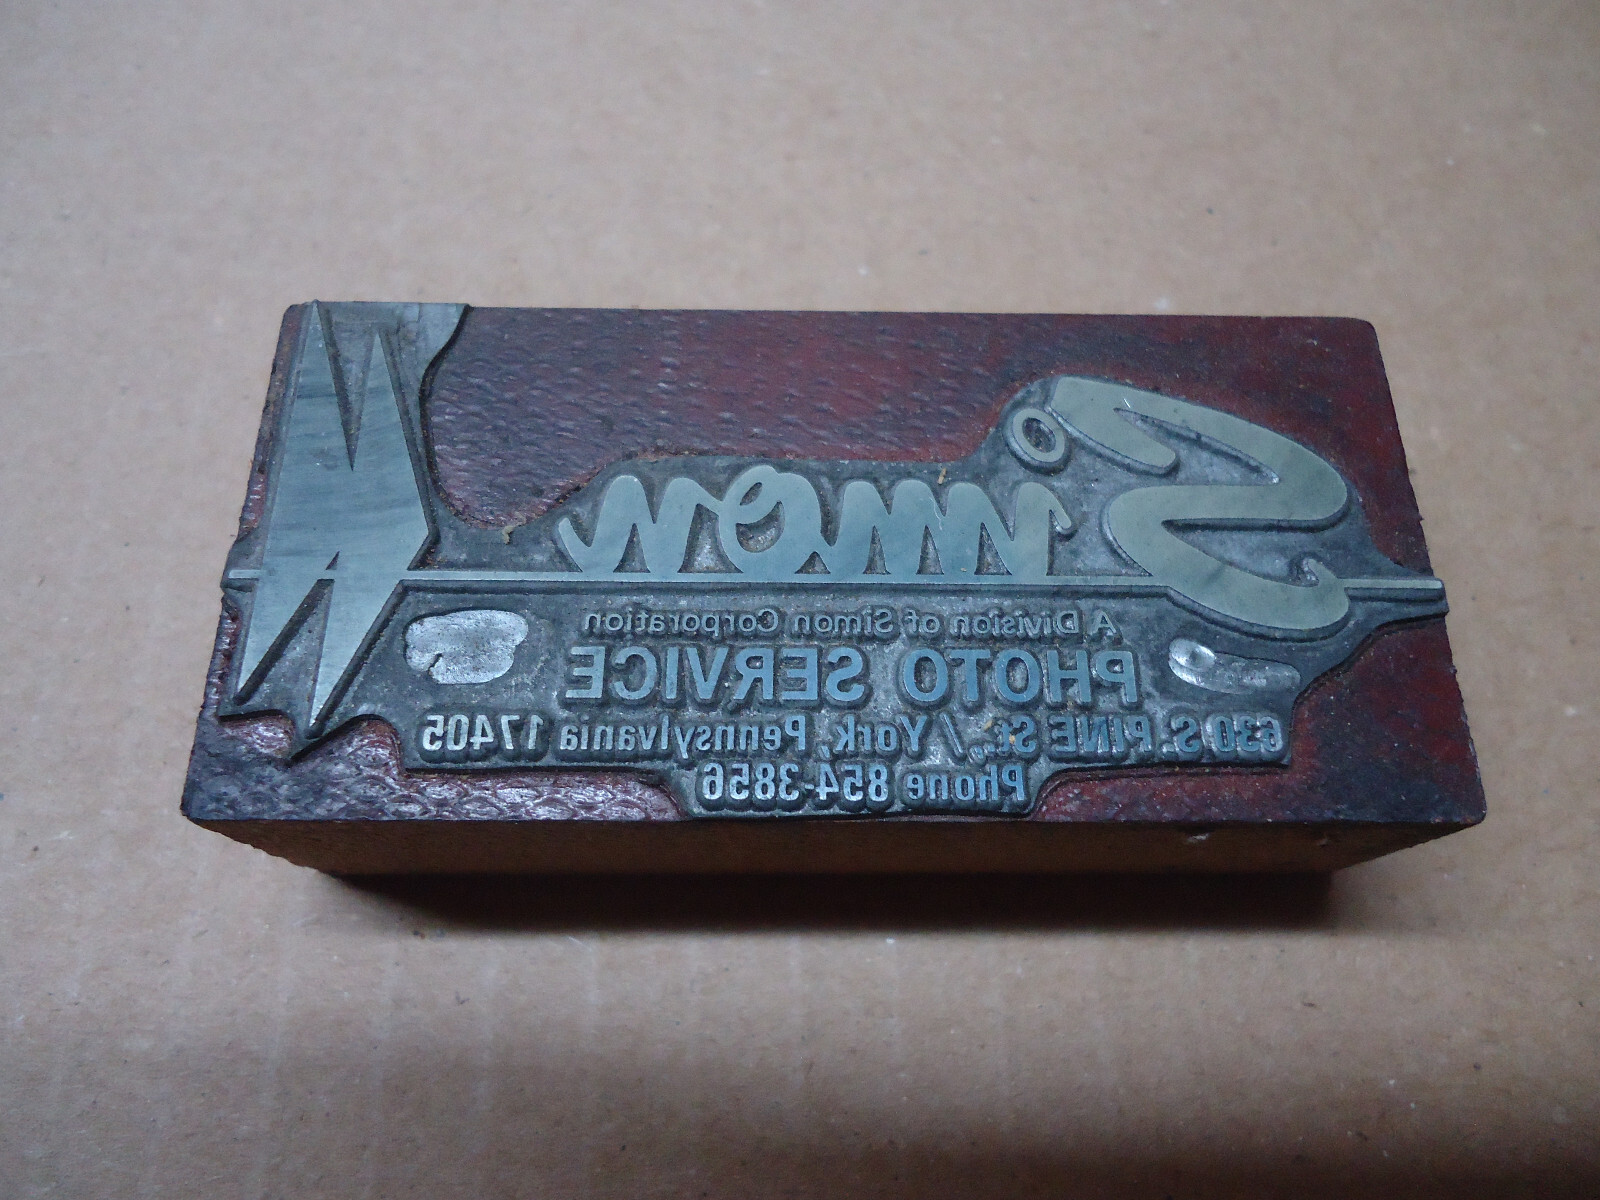 Simon
A Division of Simon Corporation
PHOTO SERVICE
630 S. PINE St., / York, Pennsylvania 17405
Phone 854-3856